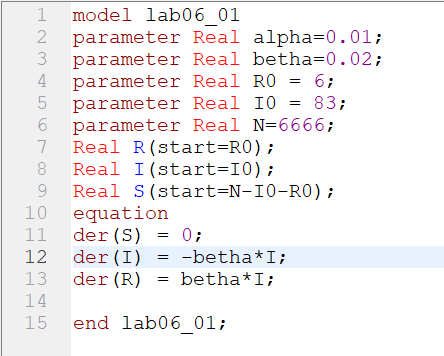 1 model lab06_01
2 parameter Real alpha=0.01;
3 parameter Real betha=0.02;
4 parameter Real R0 = 6;
5 parameter Real I0 = 83;
6 parameter Real N=6666;
7 Real R(start=R0);
8 Real I(start=I0);
9 Real S(start=N-I0-R0);
10 equation
11 der(S) = 0;
12 der(I) = -betha*I;
13 der(R) = betha*I;
14
15 end lab06_01;